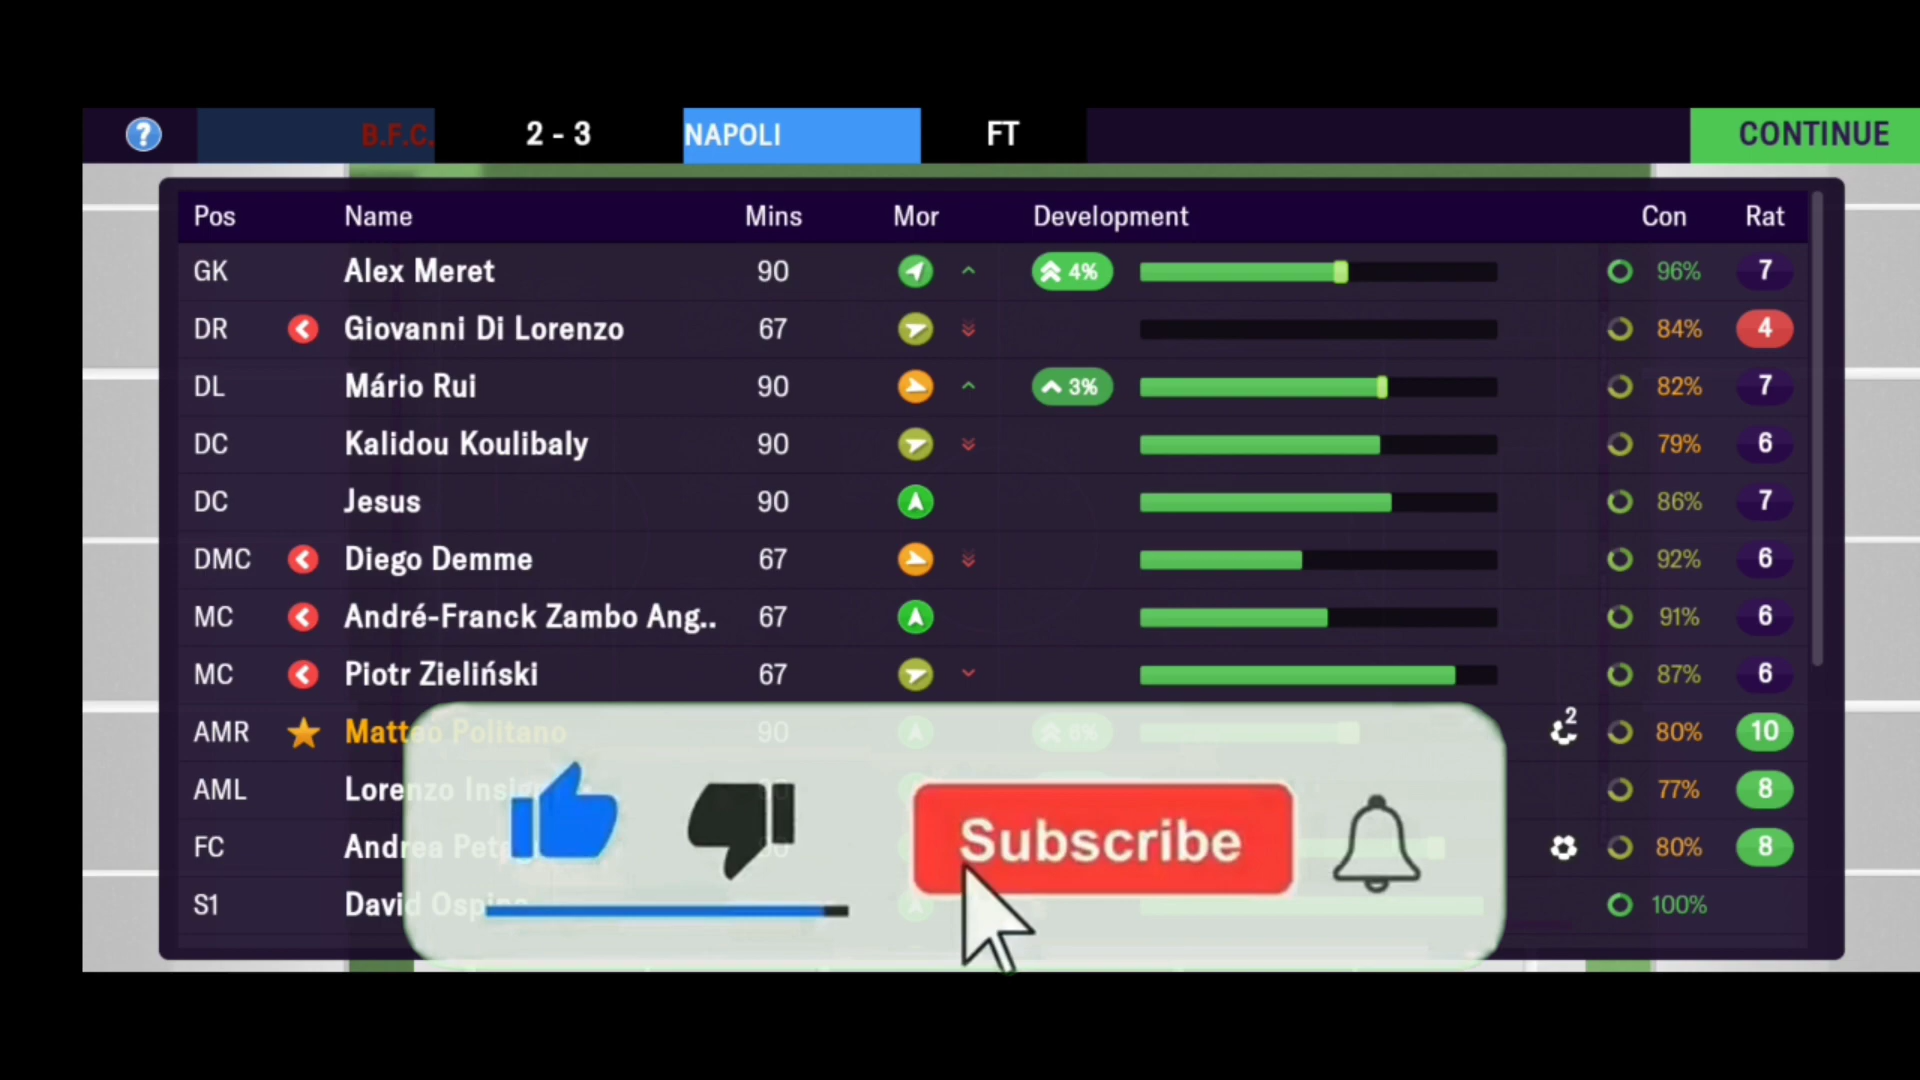 ? B.F.C. 2 - 3 NAPOLI FT CONTINUE
Pos Name Mins Mor Development Con Rat
GK Alex Meret 90 4% 96% 7
DR Giovanni Di Lorenzo 67 84% 4
DL Mário Rui 90 3% 82% 7
DC Kalidou Koulibaly 90 79% 6
DC Jesus 90 86% 7
DMC Diego Demme 67 92% 6
MC André-Franck Zambo Ang.. 67 91% 6
MC Piotr Zieliński 67 87% 6
AMR Matteo Politano 90 2 80% 10
AML Lorenzo 77% 8
FC Andrea 80% 8
S1 David 100%
Subscribe